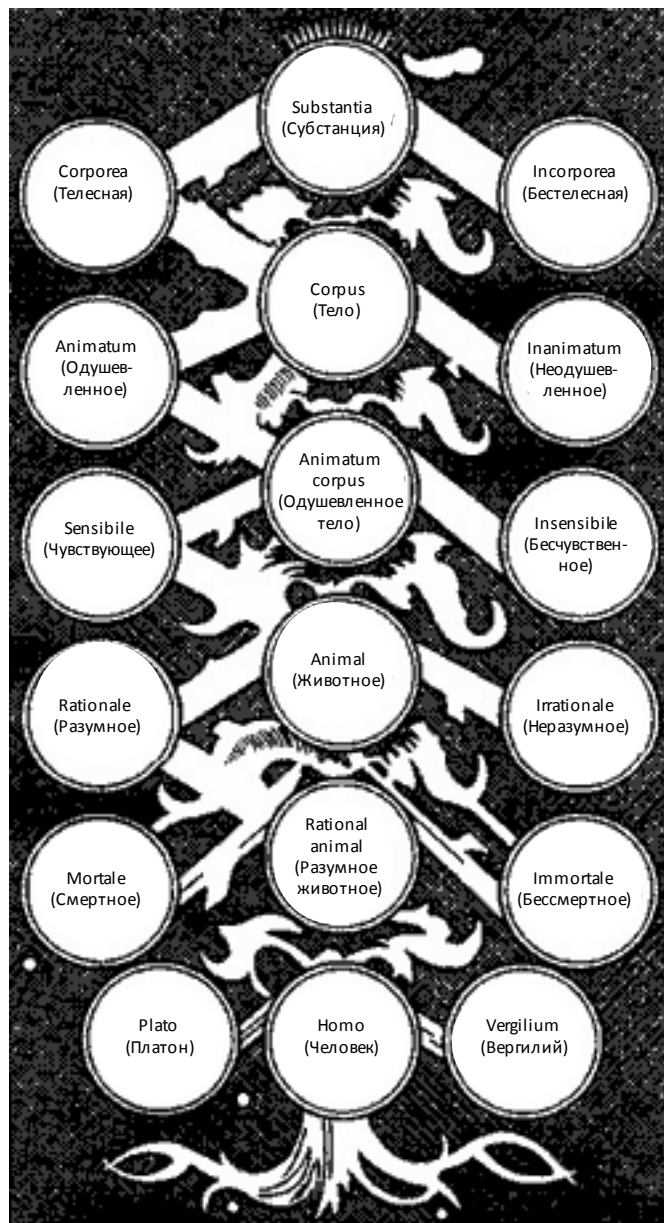 Substantia
(Субстанция)
Corporea
(Телесная)
Incorporea
(Бестелесная)
Corpus
(Тело)
Animatum
(Одушев-
ленное)
Inanimatum
(Неодушев-
ленное)
Animatum
corpus
(Одушевленное
тело)
Sensibile
(Чувствующее)
Insensibile
(Бесчувствен-
ное)
Animal
(Животное)
Rationale
(Разумное)
Irrationale
(Неразумное)
Rational
animal
(Разумное
животное)
Mortale
(Смертное)
Immortale
(Бессмертное)
Plato
(Платон)
Homo
(Человек)
Vergilium
(Вергилий)